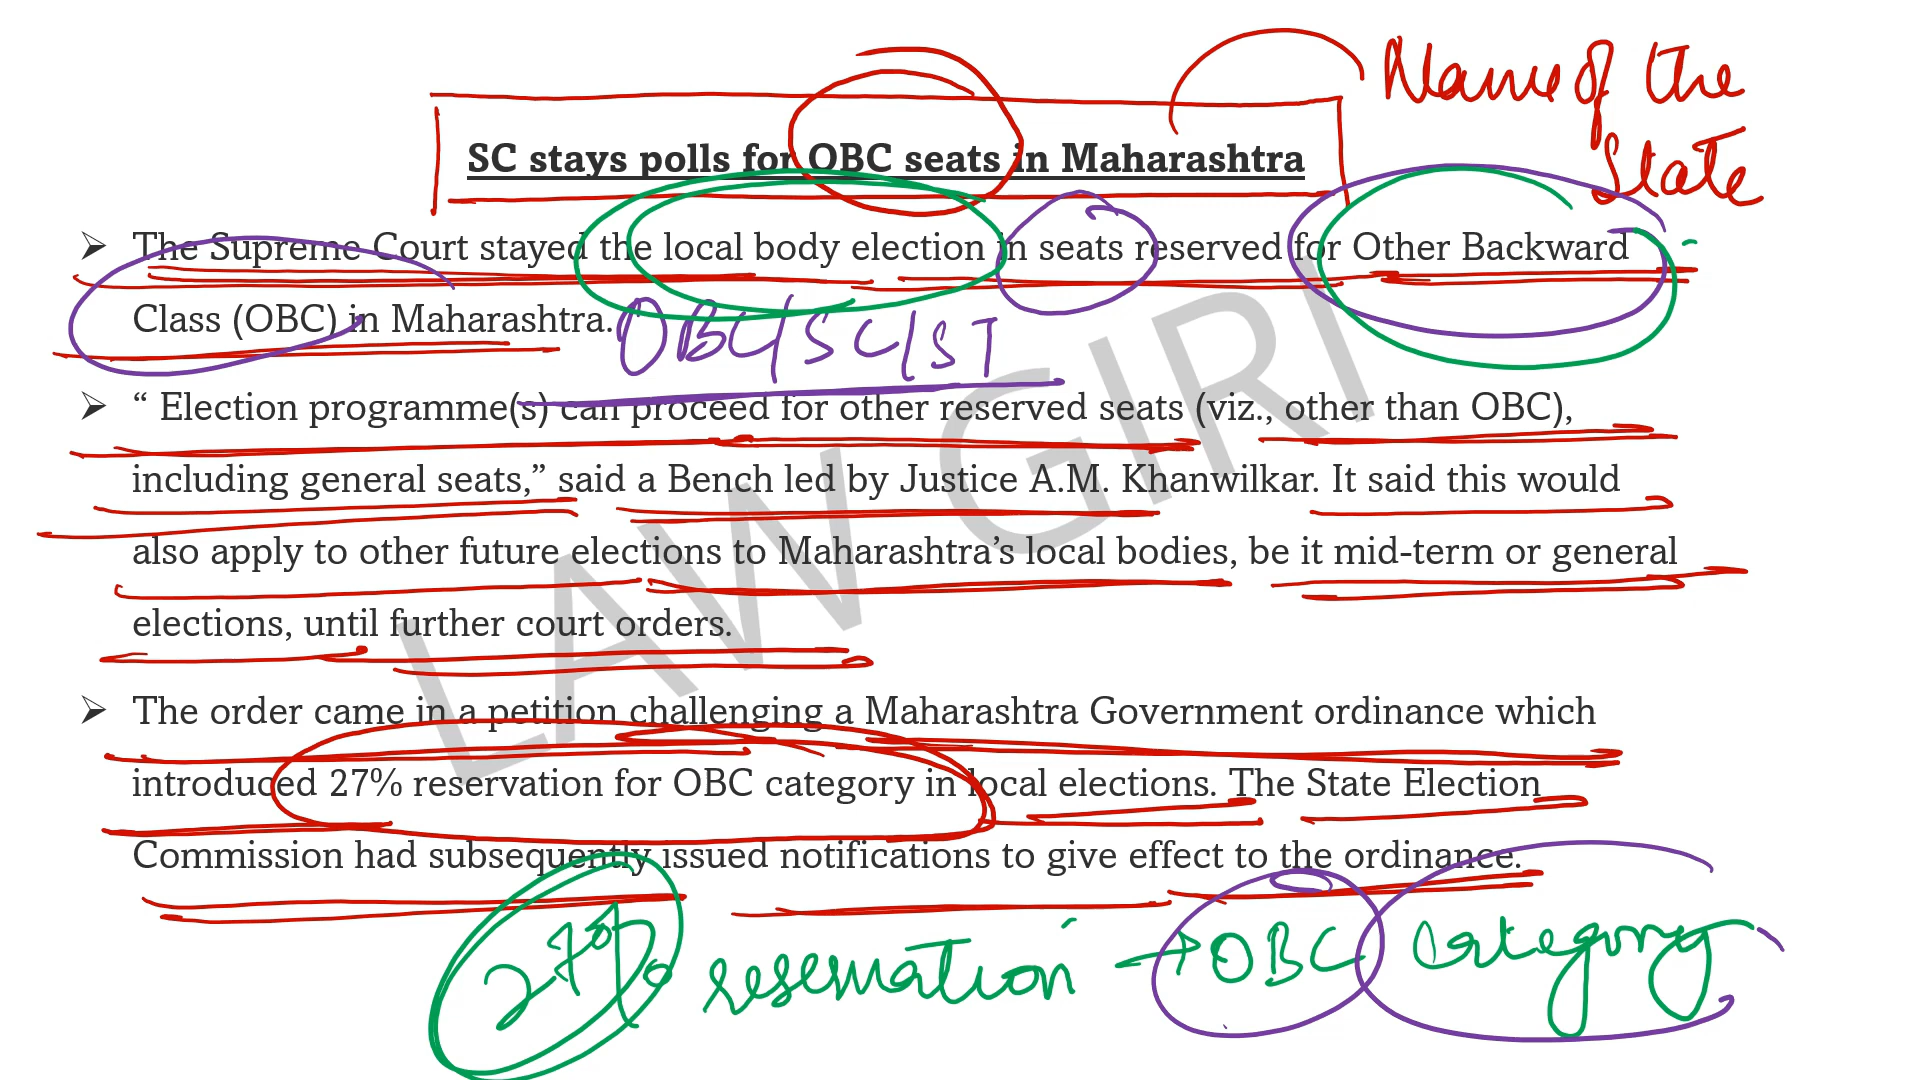 Name of the
State
SC stays polls for OBC seats in Maharashtra
➢ The Supreme Court stayed the local body election in seats reserved for Other Backward
Class (OBC) in Maharashtra.
OBC/SC/ST
➢ “ Election programme(s) can proceed for other reserved seats (viz., other than OBC),
including general seats,” said a Bench led by Justice A.M. Khanwilkar. It said this would
also apply to other future elections to Maharashtra’s local bodies, be it mid-term or general
elections, until further court orders.
➢ The order came in a petition challenging a Maharashtra Government ordinance which
introduced 27% reservation for OBC category in local elections. The State Election
Commission had subsequently issued notifications to give effect to the ordinance.
27% reservation → OBC category
LAW GIRI